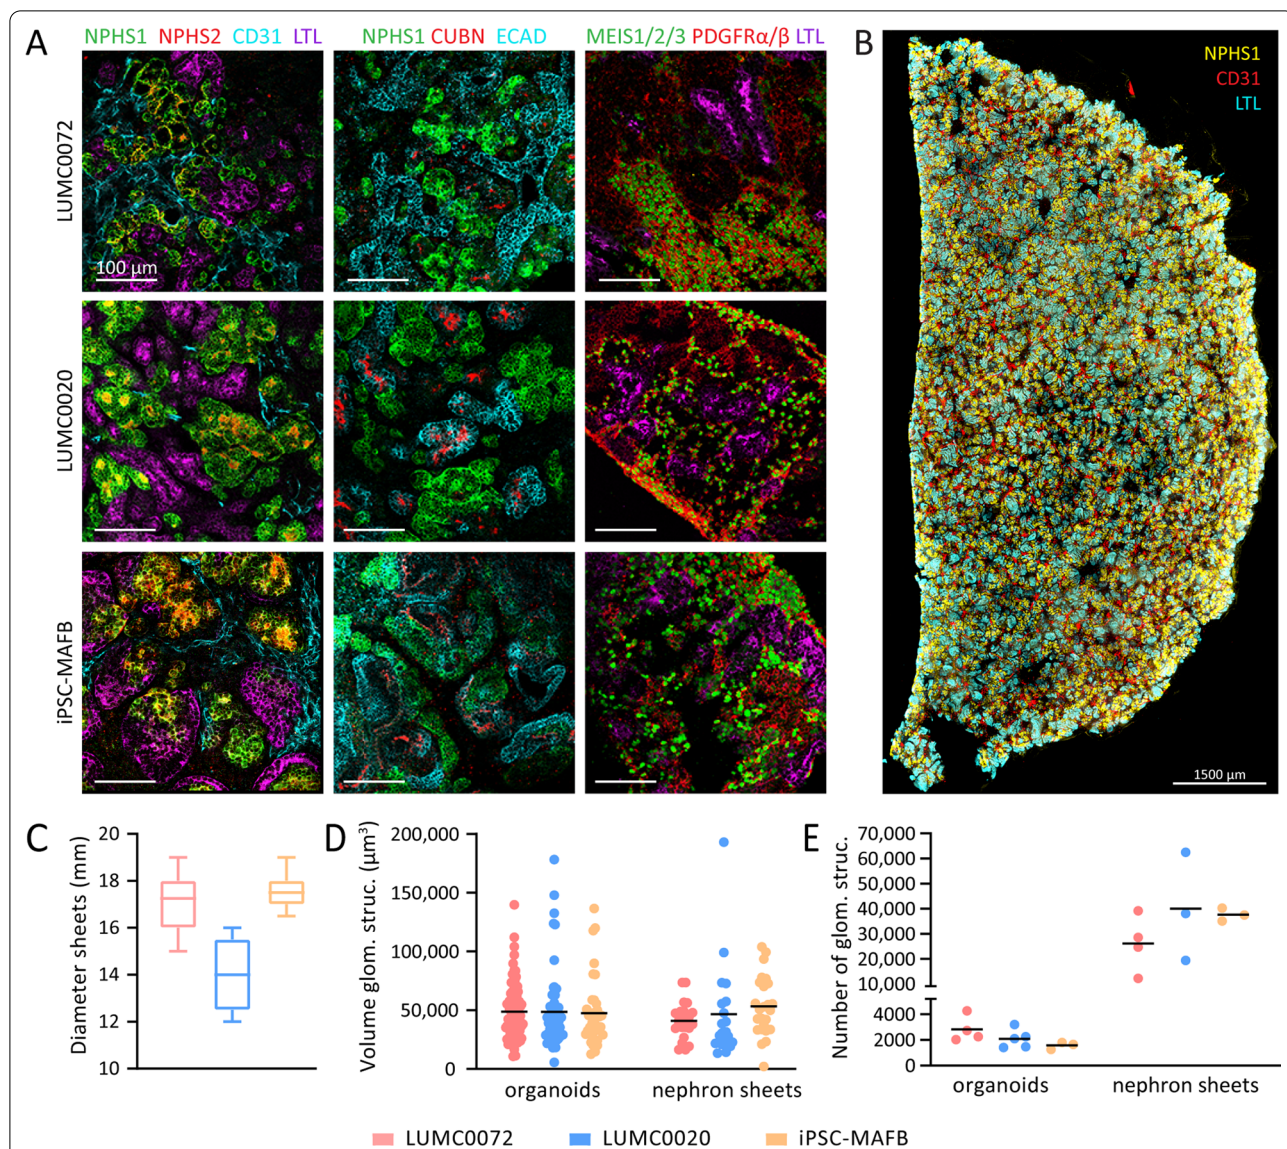 A
NPHS1 NPHS2 CD31 LTL
NPHS1 CUBN ECAD
MEIS1/2/3 PDGFRα/β LTL
LUMC0072
100 µm
LUMC0020
iPSC-MAFB
B
NPHS1
CD31
LTL
1500 µm
C
Diameter sheets (mm)
20
18
16
14
12
10
D
Volume glom. struc. (µm³)
200,000
150,000
100,000
50,000
0
organoids nephron sheets
E
Number of glom. struc.
70,000
60,000
50,000
40,000
30,000
20,000
10,000
4000
2000
0
organoids nephron sheets
LUMC0072 LUMC0020 iPSC-MAFB